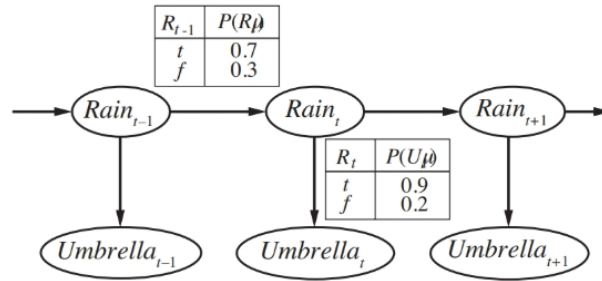 R_{t-1} P(R_t)
t 0.7
f 0.3
Rain_{t-1} Rain_t Rain_{t+1}
R_t P(U_t)
t 0.9
f 0.2
Umbrella_{t-1} Umbrella_t Umbrella_{t+1}